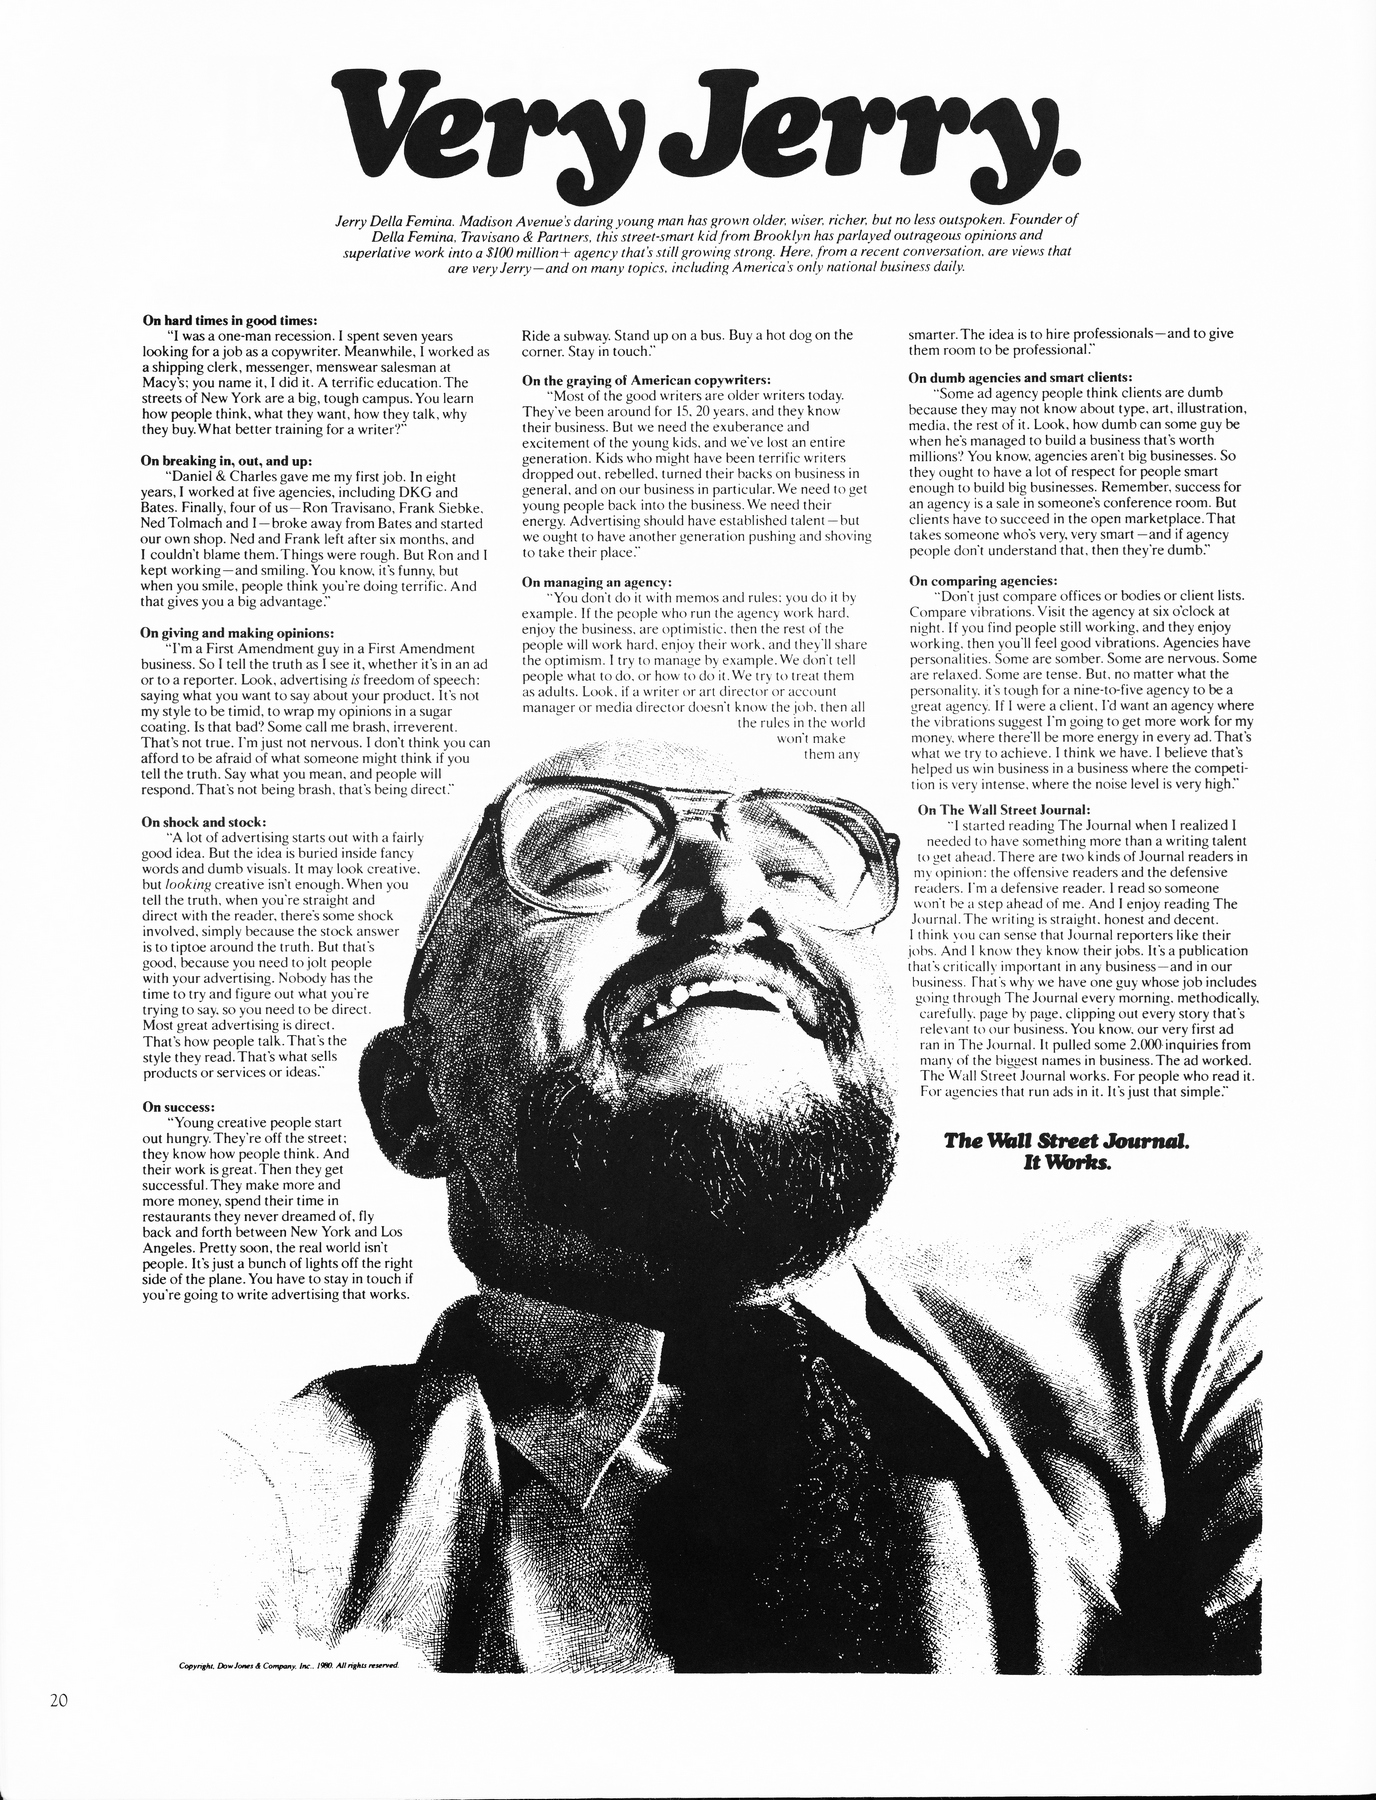 Very Jerry.
Jerry Della Femina. Madison Avenue's daring young man has grown older, wiser, richer, but no less outspoken. Founder of
Della Femina, Travisano & Partners, this street-smart kid from Brooklyn has parlayed outrageous opinions and
superlative work into a $100 million+ agency that's still growing strong. Here, from a recent conversation, are views that
are very Jerry—and on many topics, including America's only national business daily.
On hard times in good times:
"I was a one-man recession. I spent seven years
looking for a job as a copywriter. Meanwhile, I worked as
a shipping clerk, messenger, menswear salesman at
Macy's; you name it, I did it. A terrific education. The
streets of New York are a big, tough campus. You learn
how people think, what they want, how they talk, why
they buy. What better training for a writer?"
On breaking in, out, and up:
"Daniel & Charles gave me my first job. In eight
years, I worked at five agencies, including DKG and
Bates. Finally, four of us—Ron Travisano, Frank Siebke,
Ned Tolmach and I—broke away from Bates and started
our own shop. Ned and Frank left after six months, and
I couldn't blame them. Things were rough. But Ron and I
kept working—and smiling. You know, it's funny, but
when you smile, people think you're doing terrific. And
that gives you a big advantage."
On giving and making opinions:
"I'm a First Amendment guy in a First Amendment
business. So I tell the truth as I see it, whether it's in an ad
or to a reporter. Look, advertising is freedom of speech:
saying what you want to say about your product. It's not
my style to be timid, to wrap my opinions in a sugar
coating. Is that bad? Some call me brash, irreverent.
That's not true. I'm just not nervous. I don't think you can
afford to be afraid of what someone might think if you
tell the truth. Say what you mean, and people will
respond. That's not being brash, that's being direct."
On shock and stock:
"A lot of advertising starts out with a fairly
good idea. But the idea is buried inside fancy
words and dumb visuals. It may look creative,
but looking creative isn't enough. When you
tell the truth, when you're straight and
direct with the reader, there's some shock
involved, simply because the stock answer
is to tiptoe around the truth. But that's
good, because you need to jolt people
with your advertising. Nobody has the
time to try and figure out what you're
trying to say, so you need to be direct.
Most great advertising is direct.
That's how people talk. That's the
style they read. That's what sells
products or services or ideas."
On success:
"Young creative people start
out hungry. They're off the street;
they know how people think. And
their work is great. Then they get
successful. They make more and
more money, spend their time in
restaurants they never dreamed of, fly
back and forth between New York and Los
Angeles. Pretty soon, the real world isn't
people. It's just a bunch of lights off the right
side of the plane. You have to stay in touch if
you're going to write advertising that works.
Ride a subway. Stand up on a bus. Buy a hot dog on the
corner. Stay in touch."
On the graying of American copywriters:
"Most of the good writers are older writers today.
They've been around for 15, 20 years, and they know
their business. But we need the exuberance and
excitement of the young kids, and we've lost an entire
generation. Kids who might have been terrific writers
dropped out, rebelled, turned their backs on business in
general, and on our business in particular. We need to get
young people back into the business. We need their
energy. Advertising should have established talent—but
we ought to have another generation pushing and shoving
to take their place."
On managing an agency:
"You don't do it with memos and rules; you do it by
example. If the people who run the agency work hard,
enjoy the business, are optimistic, then the rest of the
people will work hard, enjoy their work, and they'll share
the optimism. I try to manage by example. We don't tell
people what to do, or how to do it. We try to treat them
as adults. Look, if a writer or art director or account
manager or media director doesn't know the job, then all
the rules in the world
won't make
them any
smarter. The idea is to hire professionals—and to give
them room to be professional."
On dumb agencies and smart clients:
"Some ad agency people think clients are dumb
because they may not know about type, art, illustration,
media, the rest of it. Look, how dumb can some guy be
when he's managed to build a business that's worth
millions? You know, agencies aren't big businesses. So
they ought to have a lot of respect for people smart
enough to build big businesses. Remember, success for
an agency is a sale in someone's conference room. But
clients have to succeed in the open marketplace. That
takes someone who's very, very smart—and if agency
people don't understand that, then they're dumb."
On comparing agencies:
"Don't just compare offices or bodies or client lists.
Compare vibrations. Visit the agency at six o'clock at
night. If you find people still working, and they enjoy
working, then you'll feel good vibrations. Agencies have
personalities. Some are somber. Some are nervous. Some
are relaxed. Some are tense. But, no matter what the
personality, it's tough for a nine-to-five agency to be a
great agency. If I were a client, I'd want an agency where
the vibrations suggest I'm going to get more work for my
money, where there'll be more energy in every ad. That's
what we try to achieve. I think we have. I believe that's
helped us win business in a business where the competi-
tion is very intense, where the noise level is very high."
On The Wall Street Journal:
"I started reading The Journal when I realized I
needed to have something more than a writing talent
to get ahead. There are two kinds of Journal readers in
my opinion: the offensive readers and the defensive
readers. I'm a defensive reader. I read so someone
won't be a step ahead of me. And I enjoy reading The
Journal. The writing is straight, honest and decent.
I think you can sense that Journal reporters like their
jobs. And I know they know their jobs. It's a publication
that's critically important in any business—and in our
business. That's why we have one guy whose job includes
going through The Journal every morning, methodically,
carefully, page by page, clipping out every story that's
relevant to our business. You know, our very first ad
ran in The Journal. It pulled some 2,000 inquiries from
many of the biggest names in business. The ad worked.
The Wall Street Journal works. For people who read it.
For agencies that run ads in it. It's just that simple."
The Wall Street Journal.
It Works.
Copyright, Dow Jones & Company, Inc., 1980. All rights reserved.
20